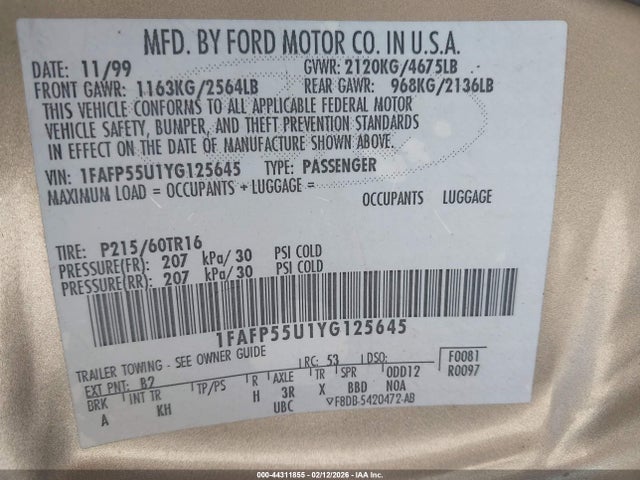 MFD. BY FORD MOTOR CO. IN U.S.A.
DATE: 11/99 GVWR: 2120KG/4675LB
FRONT GAWR: 1163KG/2564LB REAR GAWR: 968KG/2136LB
THIS VEHICLE CONFORMS TO ALL APPLICABLE FEDERAL MOTOR
VEHICLE SAFETY, BUMPER, AND THEFT PREVENTION STANDARDS
IN EFFECT ON THE DATE OF MANUFACTURE SHOWN ABOVE.
VIN: 1FAFP55U1YG125645 TYPE: PASSENGER
MAXIMUM LOAD = OCCUPANTS + LUGGAGE = OCCUPANTS LUGGAGE
TIRE: P215/60TR16
PRESSURE(FR) 207 kPa/ 30 PSI COLD
PRESSURE(RR) 207 kPa/ 30 PSI COLD
1FAFP55U1YG125645
TRAILER TOWING - SEE OWNER GUIDE RC: 53 DSO: F0081
EXT PNT: B2 ODD12 R0097
BRK INT TR TP/PS R AXLE TR SPR NOA
A KH H 3R X BBD
UBC ▽F8DB-5420472-AB
000-44311855 - 02/12/2026 - Copyright © IAA, LLC